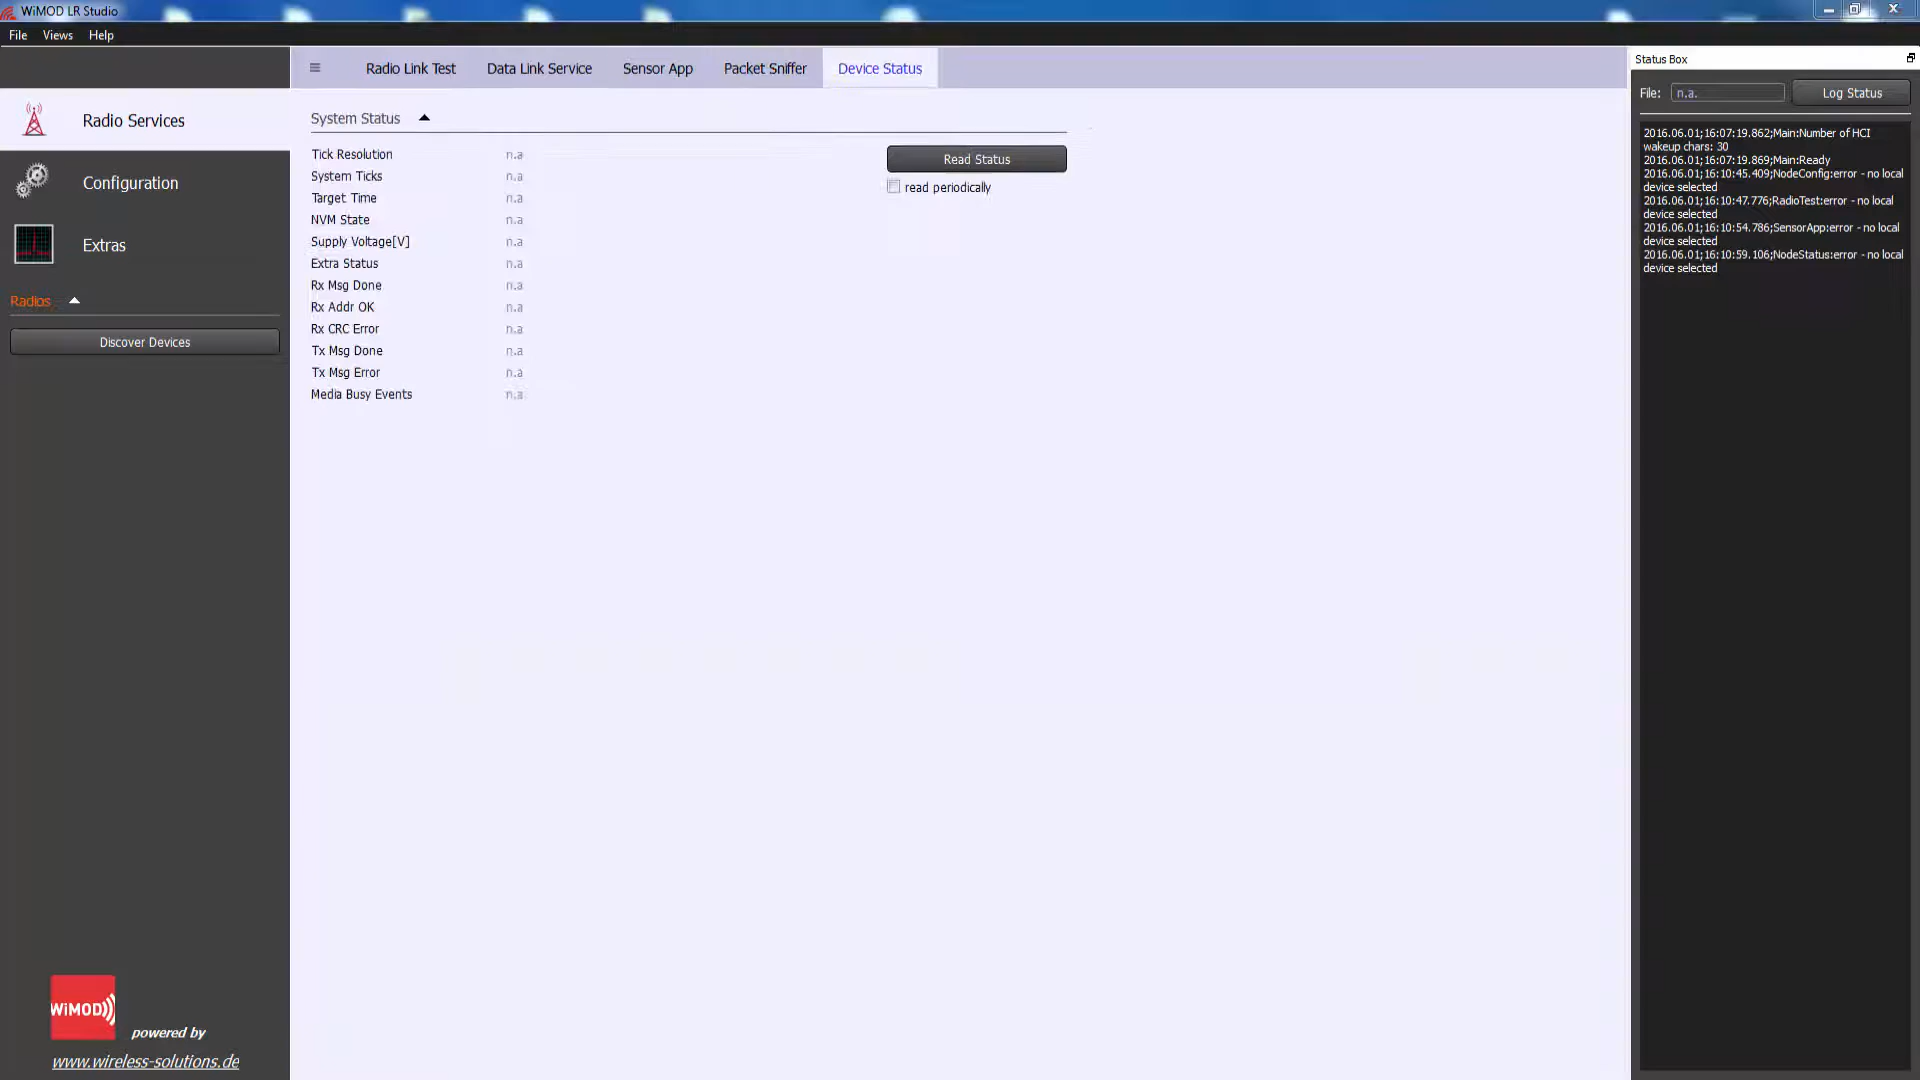 WiMOD LR Studio
File Views Help
Radio Link Test Data Link Service Sensor App Packet Sniffer Device Status
Radio Services
Configuration
Extras
Radios
Discover Devices
System Status
Tick Resolution n.a
System Ticks n.a
Target Time n.a
NVM State n.a
Supply Voltage[V] n.a
Extra Status n.a
Rx Msg Done n.a
Rx Addr OK n.a
Rx CRC Error n.a
Tx Msg Done n.a
Tx Msg Error n.a
Media Busy Events n.a
Read Status
read periodically
Status Box
File: n.a. Log Status
2016.06.01;16:07:19.862;Main:Number of HCI
wakeup chars: 30
2016.06.01;16:07:19.869;Main:Ready
2016.06.01;16:10:45.409;NodeConfig:error - no local
device selected
2016.06.01;16:10:47.776;RadioTest:error - no local
device selected
2016.06.01;16:10:54.786;SensorApp:error - no local
device selected
2016.06.01;16:10:59.106;NodeStatus:error - no local
device selected
WiMOD
powered by
www.wireless-solutions.de